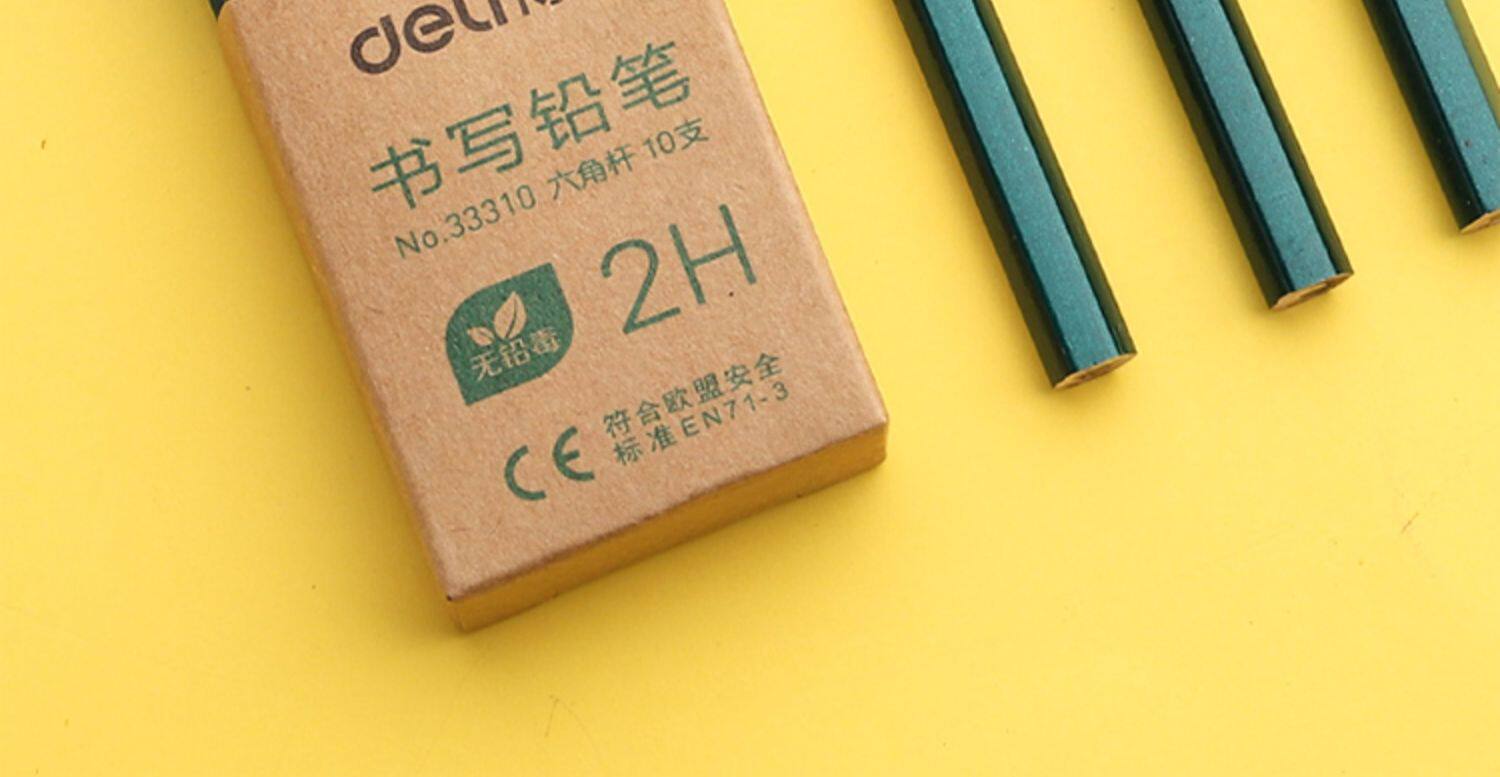 书写铅笔
No.33310 六角杆 10支
2H
无铅毒
CE
符合欧盟安全
标准EN71-3